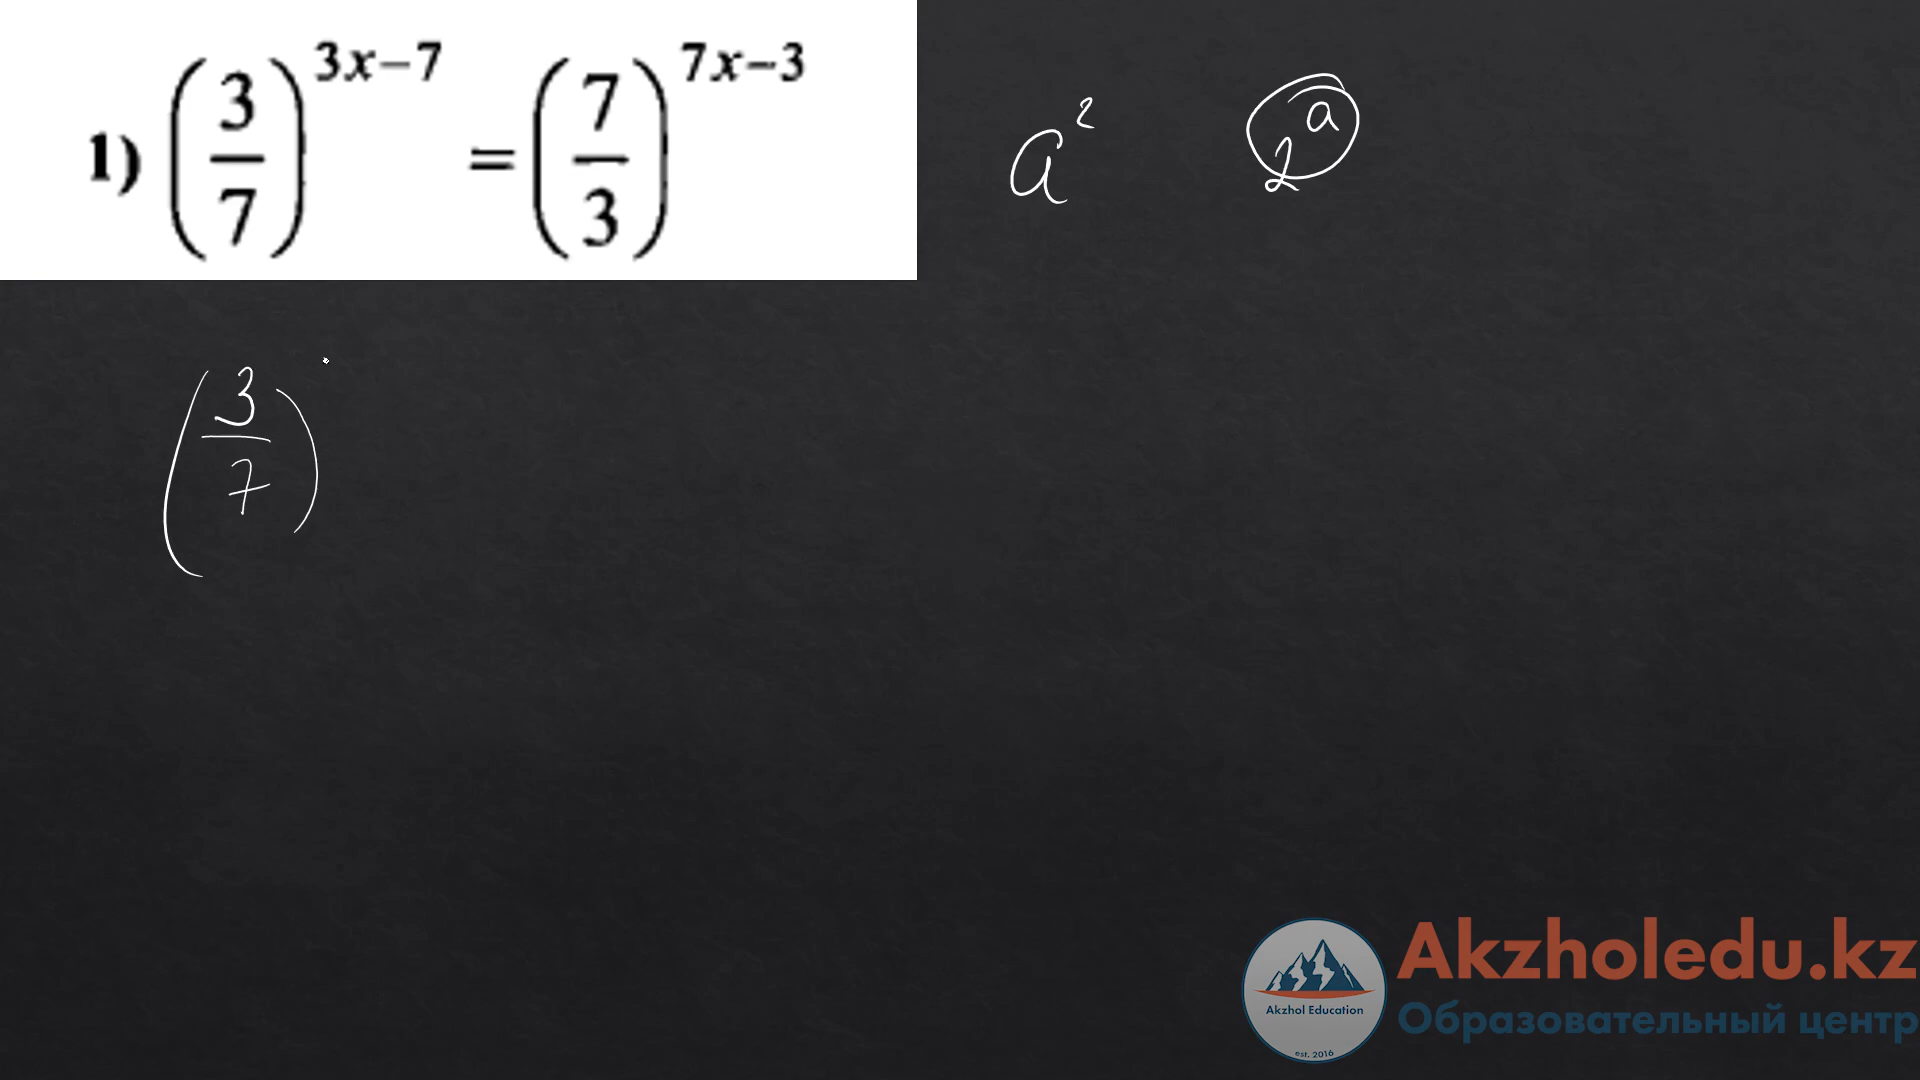 1) (3/7)^{3x−7} = (7/3)^{7x−3}
a² 2ᵃ
(3/7)
Akzholedu.kz
Образовательный центр
Akzhol Education
est. 2016